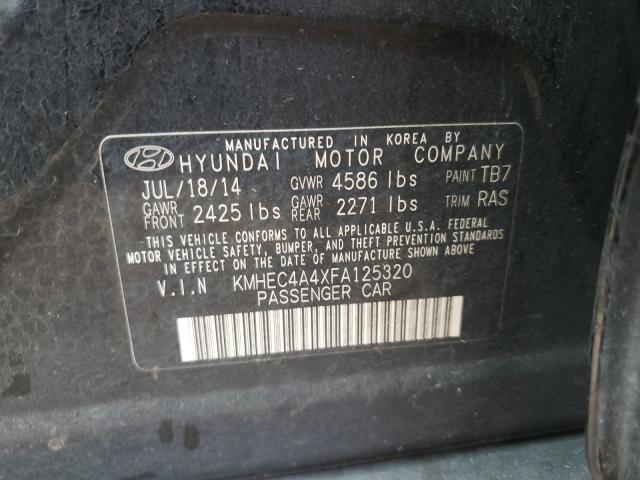 MANUFACTURED IN KOREA BY
HYUNDAI MOTOR COMPANY
JUL/18/14 GVWR 4586 lbs PAINT TB7
GAWR FRONT 2425 lbs GAWR REAR 2271 lbs TRIM RAS
THIS VEHICLE CONFORMS TO ALL APPLICABLE U.S.A. FEDERAL
MOTOR VEHICLE SAFETY, BUMPER, AND THEFT PREVENTION STANDARDS
IN EFFECT ON THE DATE OF MANUFACTURE SHOWN ABOVE
V.I.N KMHEC4A4XFA125320
PASSENGER CAR